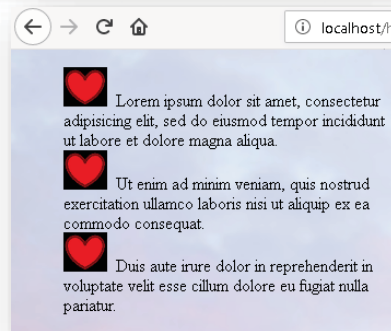 localhost/
Lorem ipsum dolor sit amet, consectetur
adipisicing elit, sed do eiusmod tempor incididunt
ut labore et dolore magna aliqua.
Ut enim ad minim veniam, quis nostrud
exercitation ullamco laboris nisi ut aliquip ex ea
commodo consequat.
Duis aute irure dolor in reprehenderit in
voluptate velit esse cillum dolore eu fugiat nulla
pariatur.